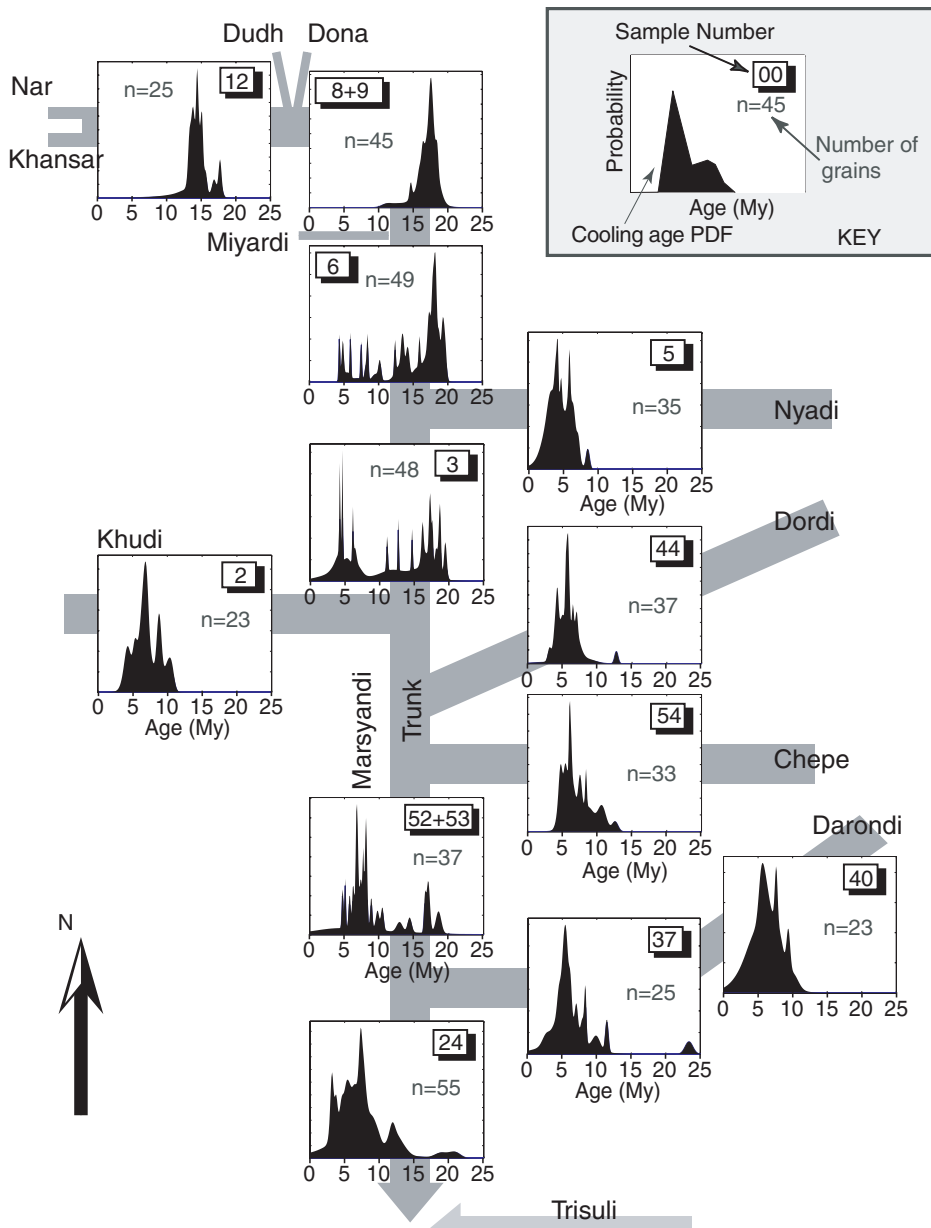 Dudh Dona
Nar
Khansar
n=25
12
0 5 10 15 20 25
8+9
n=45
0 5 10 15 20 25
Miyardi
Sample Number
00
n=45
Number of
grains
Probability
Age (My)
Cooling age PDF
KEY
6
n=49
0 5 10 15 20 25
5
n=35
0 5 10 15 20 25
Age (My)
Nyadi
3
n=48
0 5 10 15 20 25
Dordi
44
n=37
0 5 10 15 20 25
Khudi
2
n=23
0 5 10 15 20 25
Age (My)
Marsyandi
Trunk
54
n=33
0 5 10 15 20 25
Age (My)
Chepe
52+53
n=37
0 5 10 15 20 25
Age (My)
Darondi
40
n=23
0 5 10 15 20 25
Age (My)
37
n=25
0 5 10 15 20 25
Age (My)
N
24
n=55
0 5 10 15 20 25
Trisuli